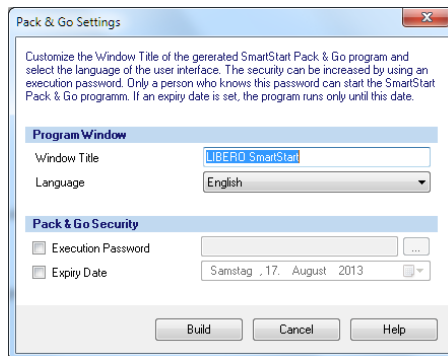 Pack & Go Settings
Customize the Window Title of the gererated SmartStart Pack & Go program and
select the language of the user interface. The security can be increased by using an
execution password. Only a person who knows this password can start the SmartStart
Pack & Go programm. If an expiry date is set, the program runs only until this date.
Program Window
Window Title LIBERO SmartStart
Language English
Pack & Go Security
Execution Password ...
Expiry Date Samstag , 17. August 2013
Build Cancel Help